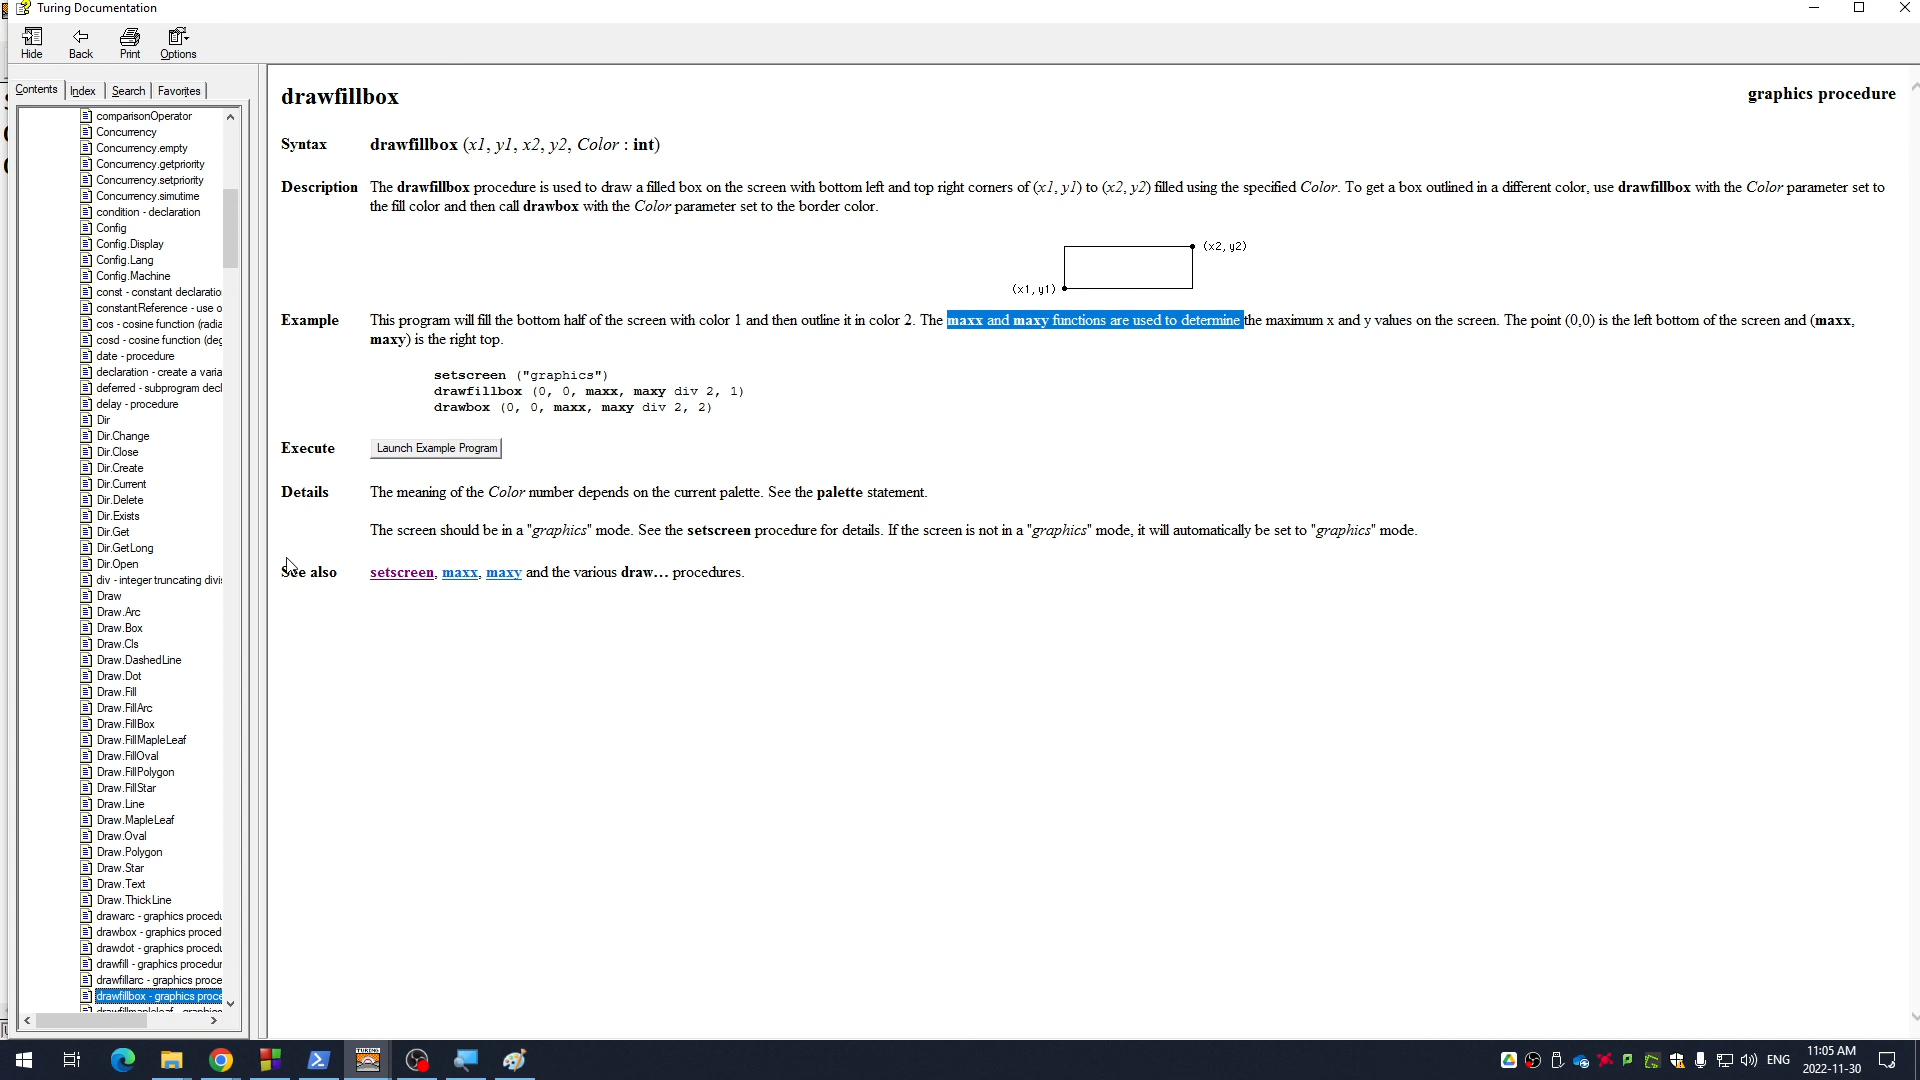 Turing Documentation
Hide
Back
Print
Options
Contents
Index
Search
Favorites
comparisonOperator
Concurrency
Concurrency.empty
Concurrency.getpriority
Concurrency.setpriority
Concurrency.simutime
condition - declaration
Config
Config.Display
Config.Lang
Config.Machine
const - constant declaratio
constantReference - use o
cos - cosine function (radia
cosd - cosine function (deg
date - procedure
declaration - create a varia
deferred - subprogram decl
delay - procedure
Dir
Dir.Change
Dir.Close
Dir.Create
Dir.Current
Dir.Delete
Dir.Exists
Dir.Get
Dir.GetLong
Dir.Open
div - integer truncating divi
Draw
Draw.Arc
Draw.Box
Draw.Cls
Draw.DashedLine
Draw.Dot
Draw.Fill
Draw.FillArc
Draw.FillBox
Draw.FillMapleLeaf
Draw.FillOval
Draw.FillPolygon
Draw.FillStar
Draw.Line
Draw.MapleLeaf
Draw.Oval
Draw.Polygon
Draw.Star
Draw.Text
Draw.ThickLine
drawarc - graphics procedu
drawbox - graphics proced
drawdot - graphics procedu
drawfill - graphics procedur
drawfillarc - graphics proce
drawfillbox - graphics proce
drawfillbox
graphics procedure
Syntax drawfillbox (x1, y1, x2, y2, Color : int)
Description The drawfillbox procedure is used to draw a filled box on the screen with bottom left and top right corners of (x1, y1) to (x2, y2) filled using the specified Color. To get a box outlined in a different color, use drawfillbox with the Color parameter set to
the fill color and then call drawbox with the Color parameter set to the border color.
(x2,y2)
(x1,y1)
Example This program will fill the bottom half of the screen with color 1 and then outline it in color 2. The maxx and maxy functions are used to determine the maximum x and y values on the screen. The point (0,0) is the left bottom of the screen and (maxx,
maxy) is the right top.
setscreen ("graphics")
drawfillbox (0, 0, maxx, maxy div 2, 1)
drawbox (0, 0, maxx, maxy div 2, 2)
Execute Launch Example Program
Details The meaning of the Color number depends on the current palette. See the palette statement.
The screen should be in a "graphics" mode. See the setscreen procedure for details. If the screen is not in a "graphics" mode, it will automatically be set to "graphics" mode.
See also setscreen, maxx, maxy and the various draw... procedures.
TURING
ENG
11:05 AM
2022-11-30